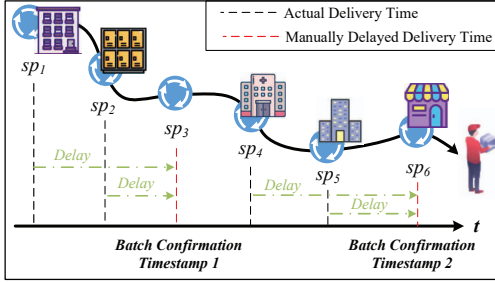 Actual Delivery Time
Manually Delayed Delivery Time
sp1
sp2
sp3
sp4
sp5
sp6
Delay
Delay
Delay
Delay
t
Batch Confirmation
Timestamp 1
Batch Confirmation
Timestamp 2